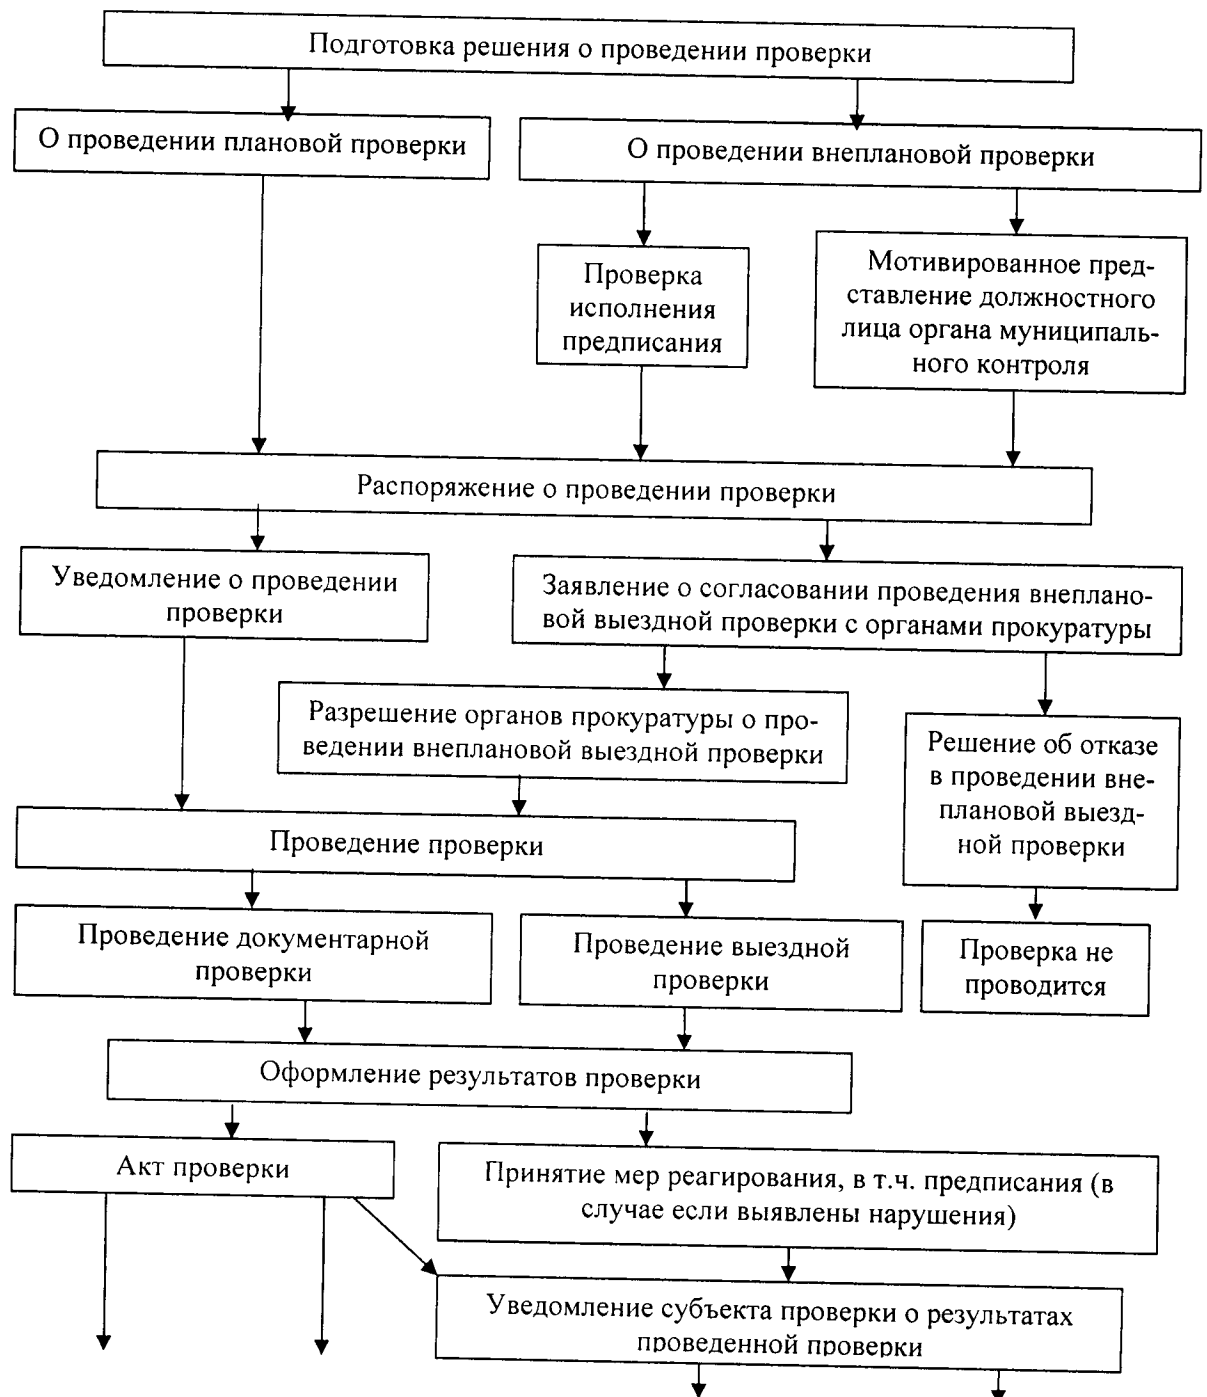 Подготовка решения о проведении проверки
О проведении плановой проверки
О проведении внеплановой проверки
Проверка
исполнения
предписания
Мотивированное пред-
ставление должностного
лица органа муниципаль-
ного контроля
Распоряжение о проведении проверки
Уведомление о проведении
проверки
Заявление о согласовании проведения внеплано-
вой выездной проверки с органами прокуратуры
Разрешение органов прокуратуры о про-
ведении внеплановой выездной проверки
Решение об отказе
в проведении вне-
плановой выезд-
ной проверки
Проведение проверки
Проведение документарной
проверки
Проведение выездной
проверки
Проверка не
проводится
Оформление результатов проверки
Акт проверки
Принятие мер реагирования, в т.ч. предписания (в
случае если выявлены нарушения)
Уведомление субъекта проверки о результатах
проведенной проверки